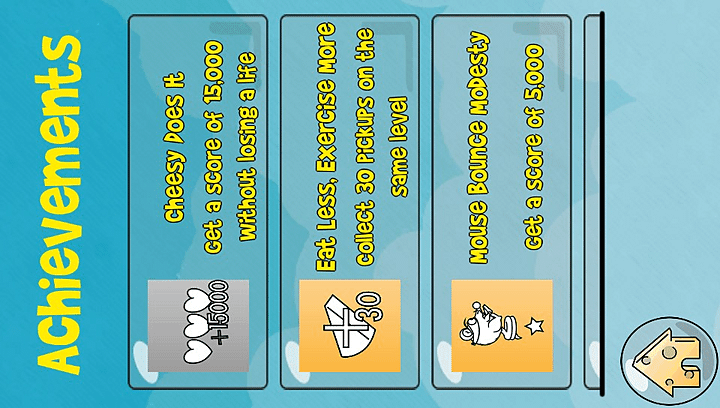 Achievements
Cheesy Does It
Get a score of 15,000
without losing a life
+15000
Eat Less, Exercise More
collect 30 pickups on the
same level
+30
Mouse Bounce Modesty
Get a score of 5,000